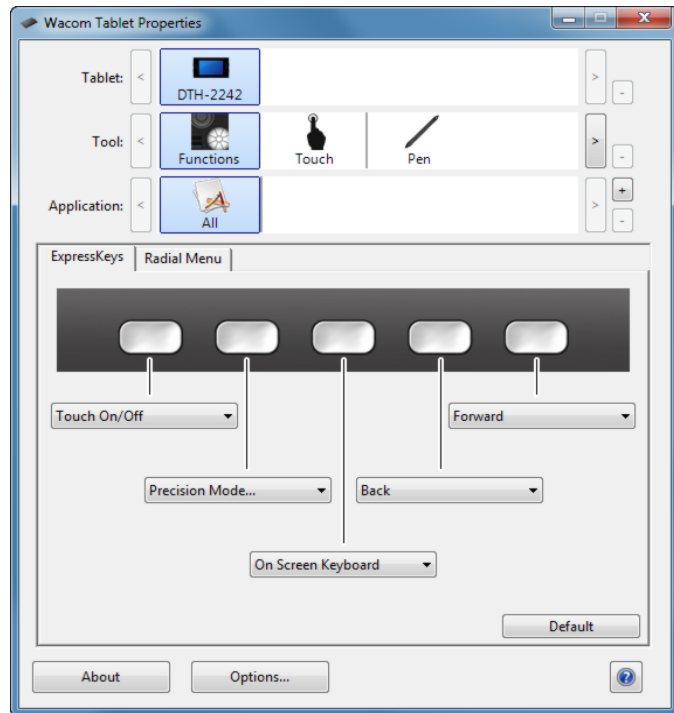 Wacom Tablet Properties
Tablet:
<
DTH-2242
>
-
Tool:
<
Functions
Touch
Pen
>
-
Application:
<
All
>
+
-
ExpressKeys
Radial Menu
Touch On/Off
Forward
Precision Mode...
Back
On Screen Keyboard
Default
About
Options...
?